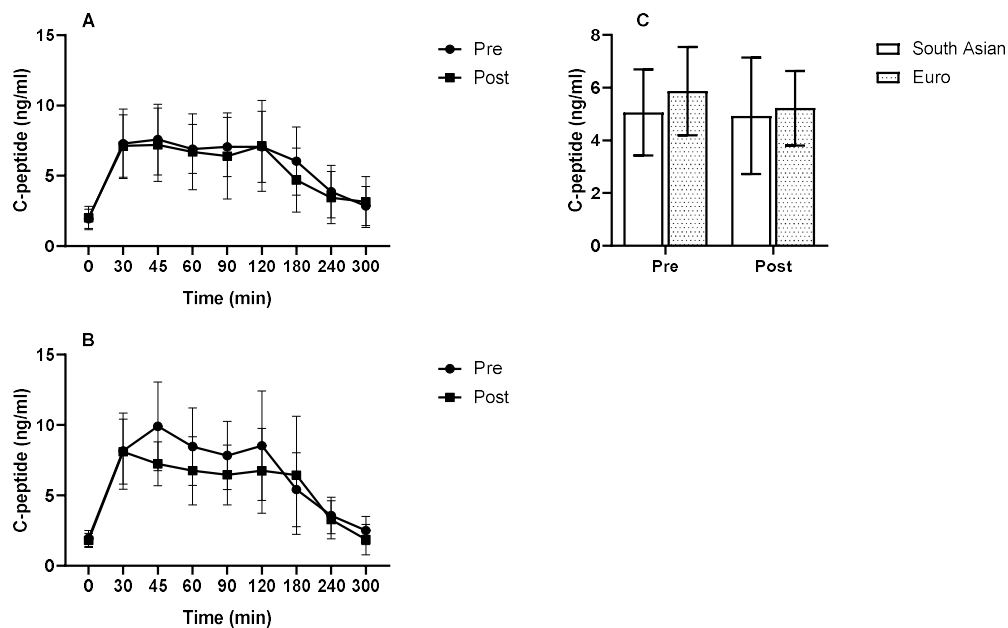 A
15
10
5
0
C-peptide (ng/ml)
0 30 45 60 90 120 180 240 300
Time (min)
Pre
Post
C
8
6
4
2
0
C-peptide (ng/ml)
Pre Post
South Asian
Euro
B
15
10
5
0
C-peptide (ng/ml)
0 30 45 60 90 120 180 240 300
Time (min)
Pre
Post